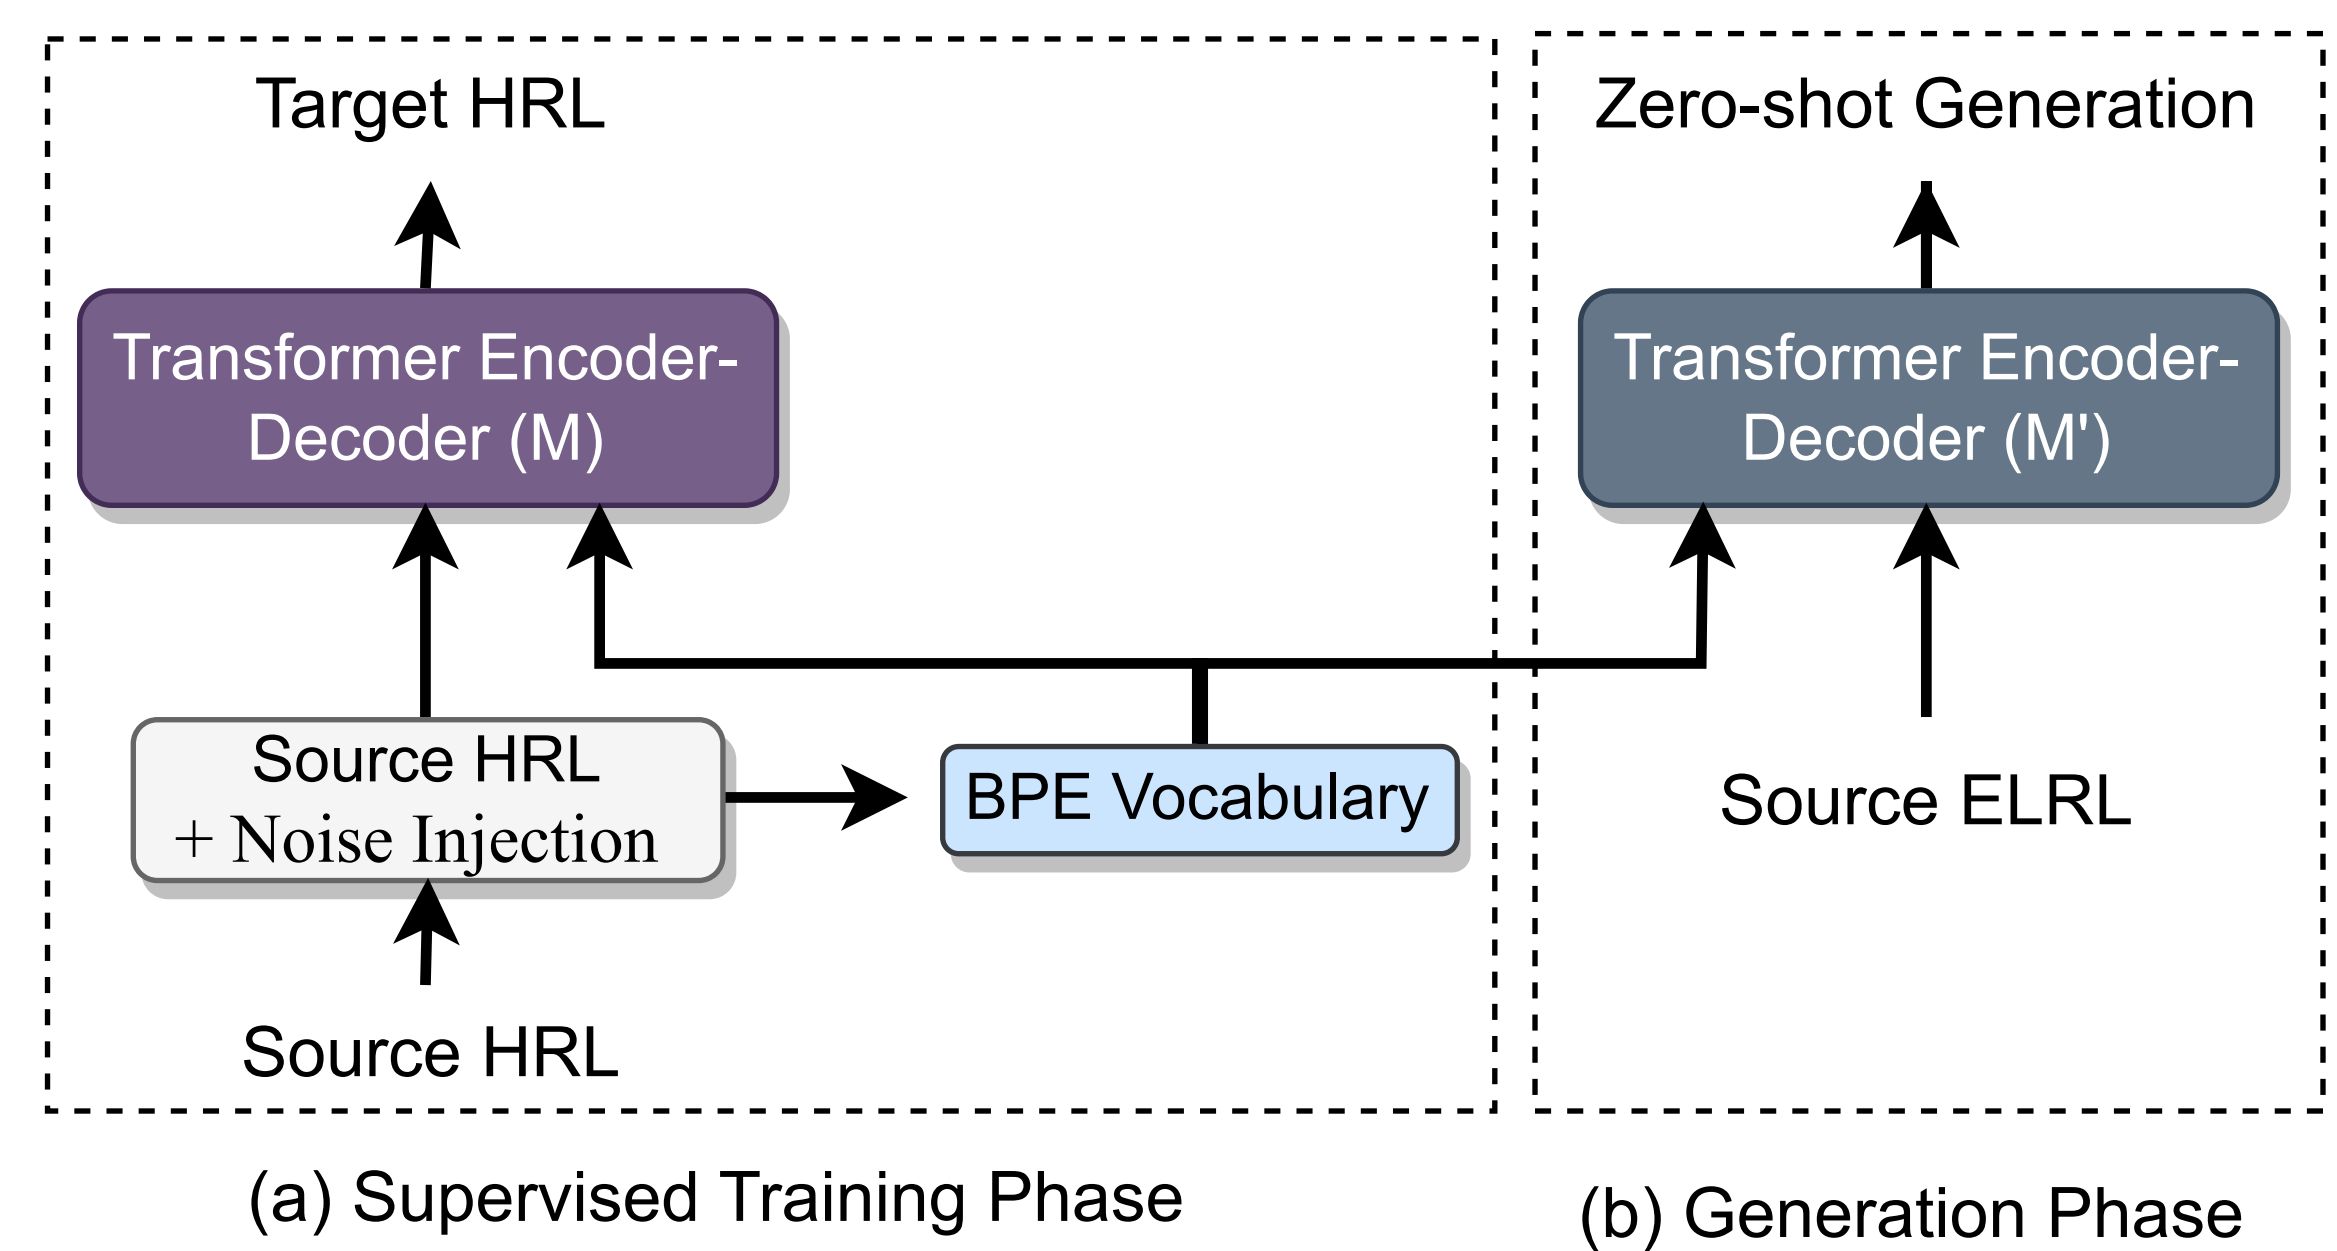 Target HRL
Transformer Encoder-
Decoder (M)
Source HRL
+ Noise Injection
BPE Vocabulary
Source HRL
(a) Supervised Training Phase
Zero-shot Generation
Transformer Encoder-
Decoder (M')
Source ELRL
(b) Generation Phase